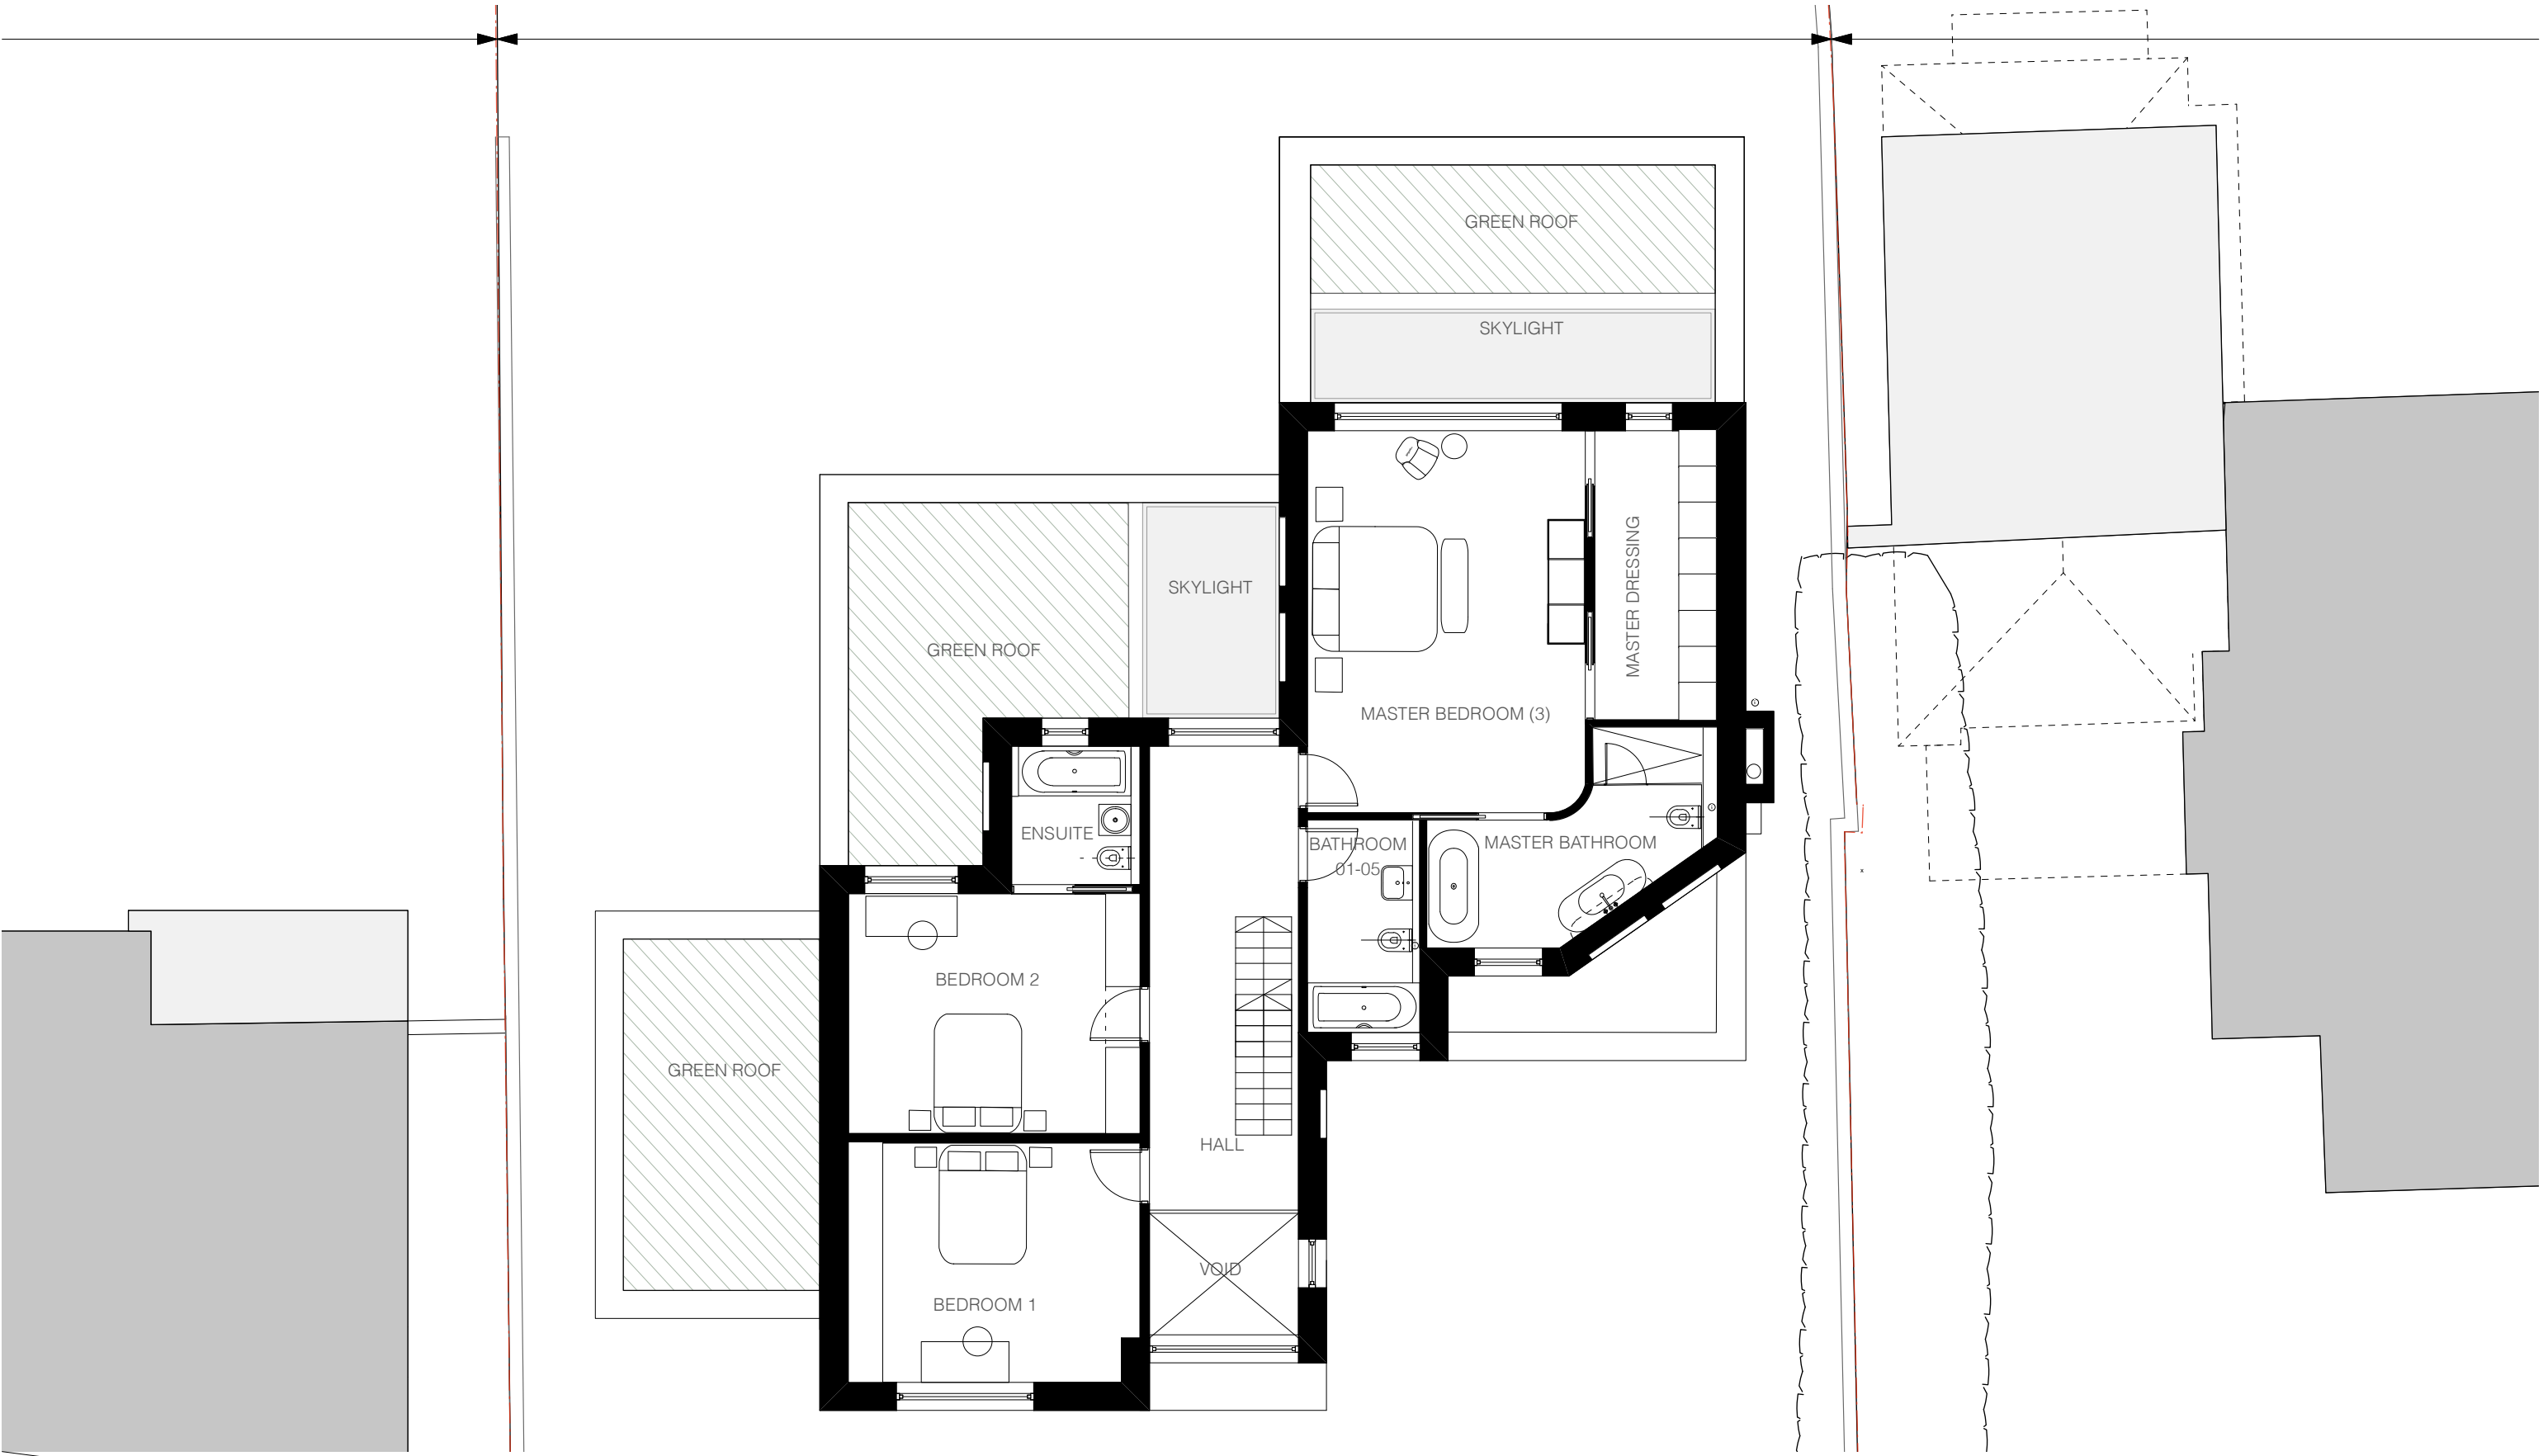 GREEN ROOF
SKYLIGHT
SKYLIGHT
MASTER DRESSING
GREEN ROOF
MASTER BEDROOM (3)
ENSUITE
BATHROOM
01-05
MASTER BATHROOM
BEDROOM 2
GREEN ROOF
HALL
VOID
BEDROOM 1